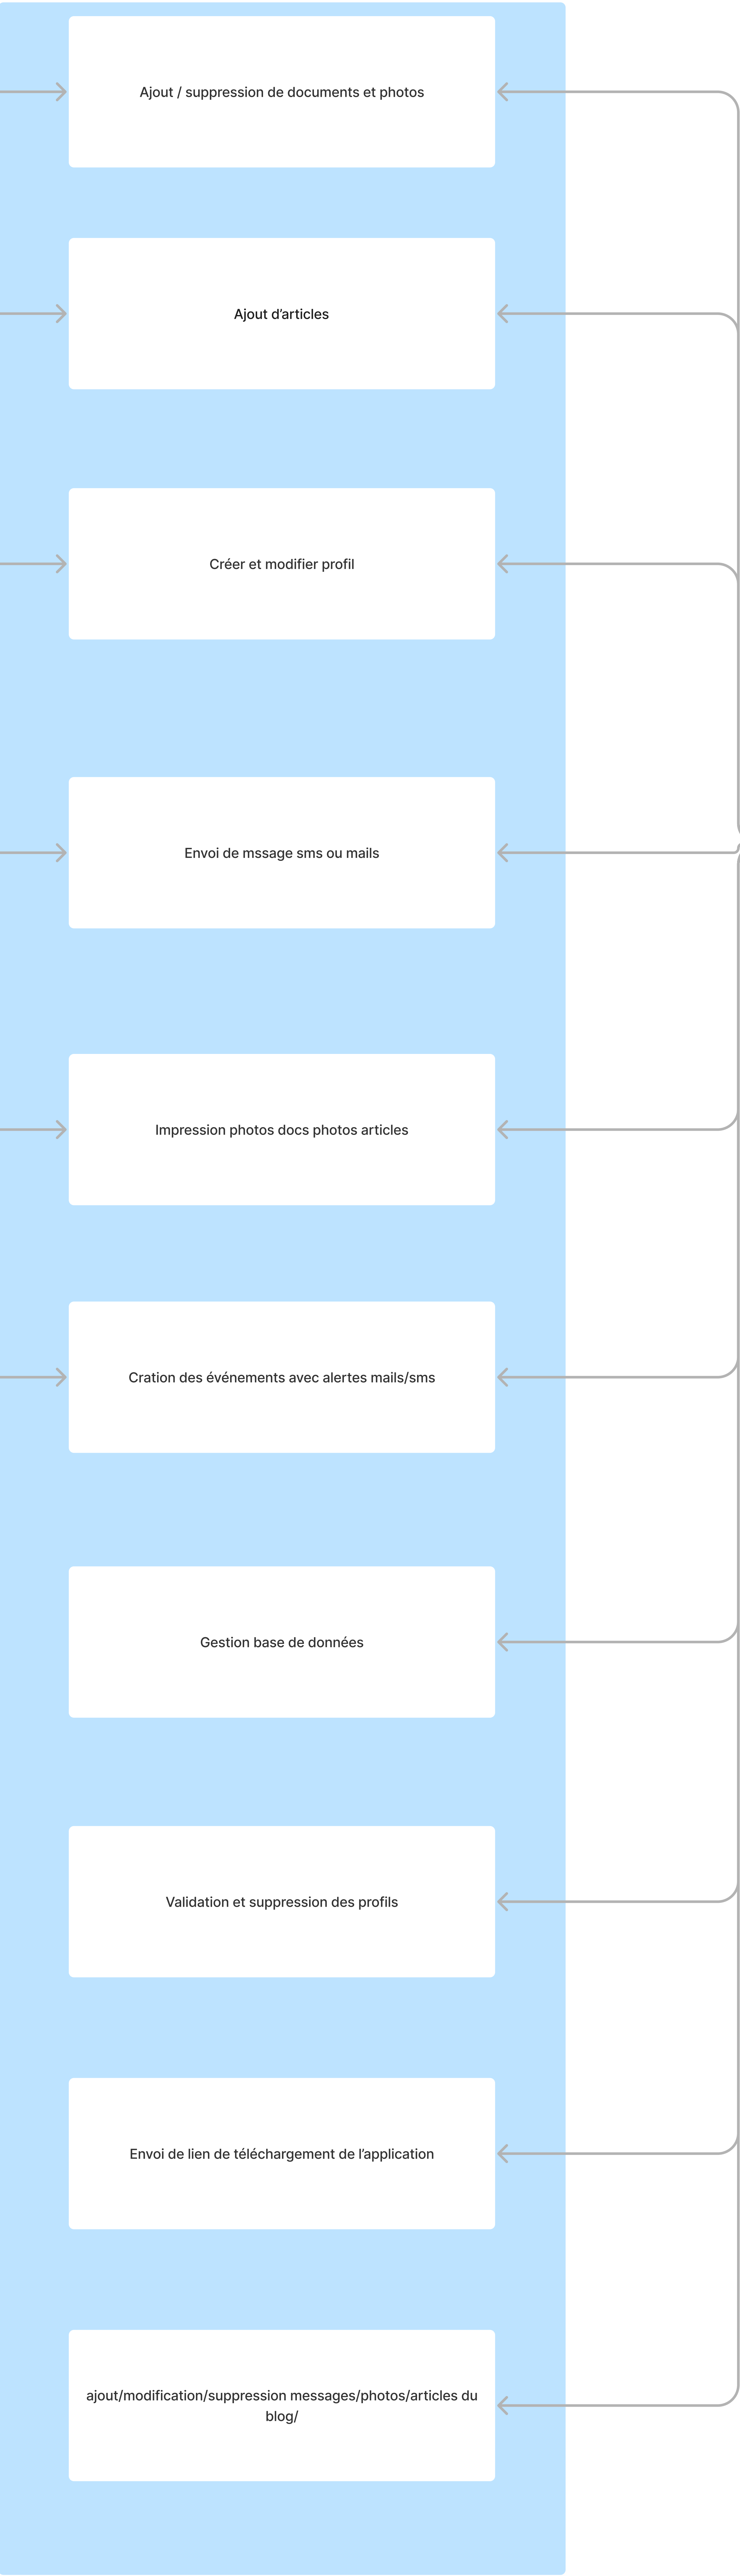 Ajout / suppression de documents et photos
Ajout d’articles
Créer et modifier profil
Envoi de mssage sms ou mails
Impression photos docs photos articles
Cration des événements avec alertes mails/sms
Gestion base de données
Validation et suppression des profils
Envoi de lien de téléchargement de l’application
ajout/modification/suppression messages/photos/articles du
blog/